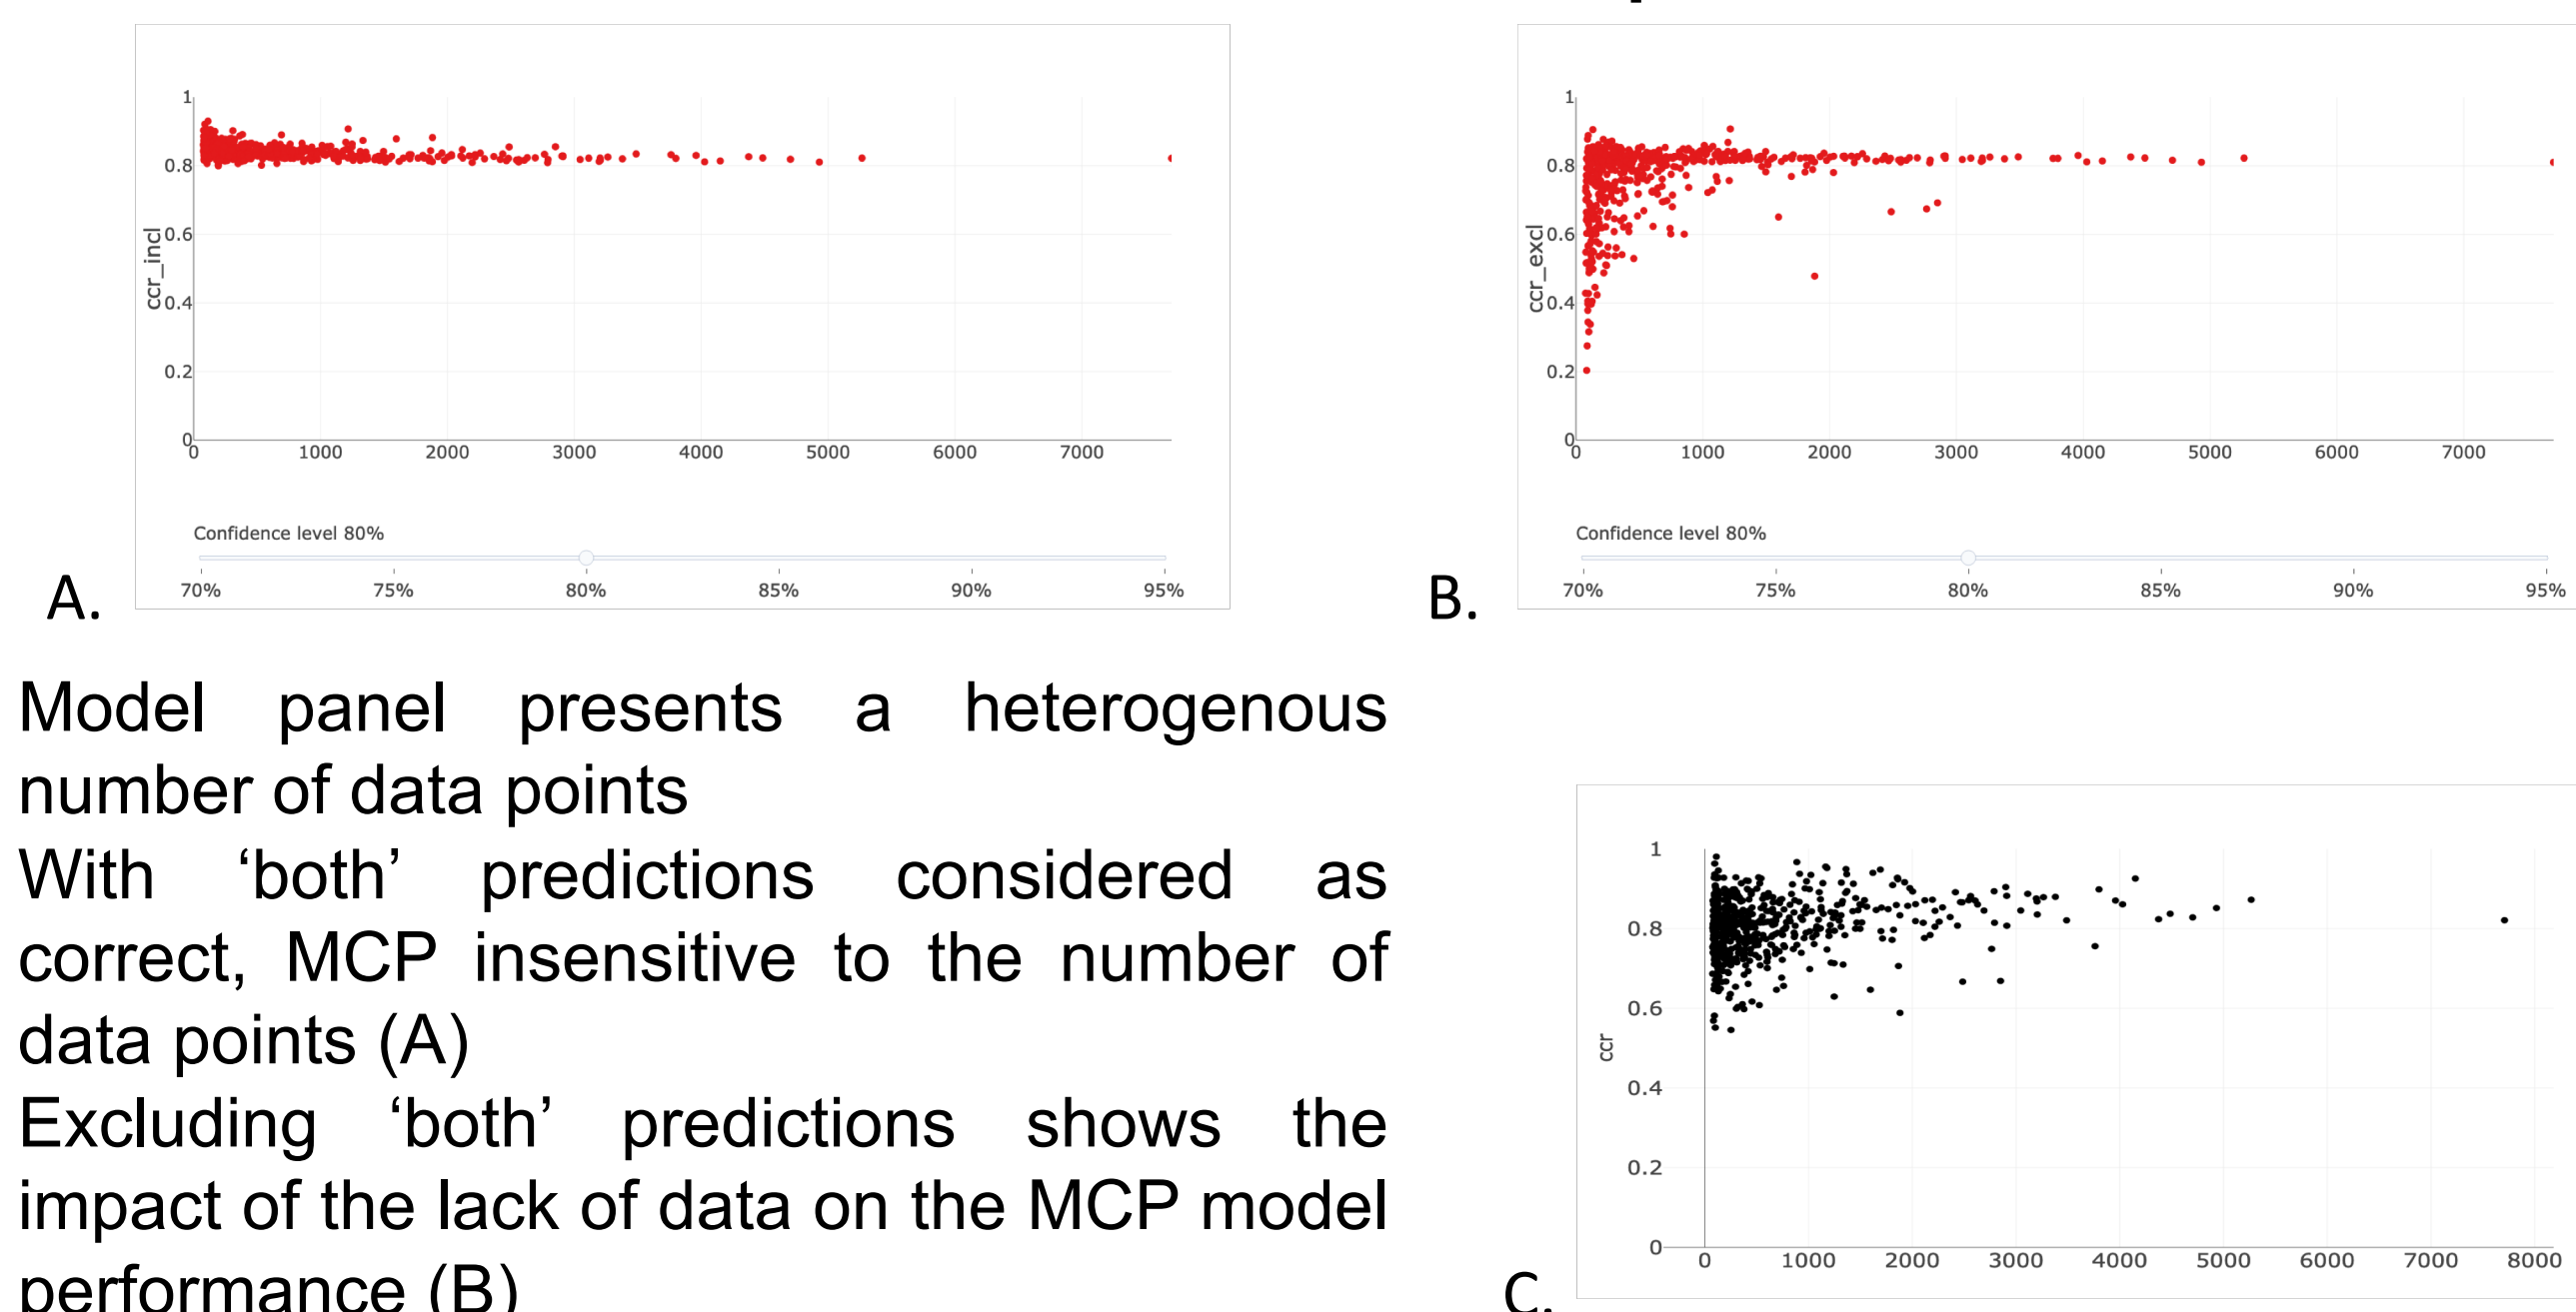 1
0.8
0.6
0.4
0.2
0
ccr_incl
0 1000 2000 3000 4000 5000 6000 7000
Confidence level 80%
70% 75% 80% 85% 90% 95%
A.
1
0.8
0.6
0.4
0.2
0
ccr_excl
0 1000 2000 3000 4000 5000 6000 7000
Confidence level 80%
70% 75% 80% 85% 90% 95%
B.
Model panel presents a heterogenous
number of data points
With ‘both’ predictions considered as
correct, MCP insensitive to the number of
data points (A)
Excluding ‘both’ predictions shows the
impact of the lack of data on the MCP model
performance (B)
1
0.8
0.6
0.4
0.2
0
ccr
0 1000 2000 3000 4000 5000 6000 7000 8000
C.